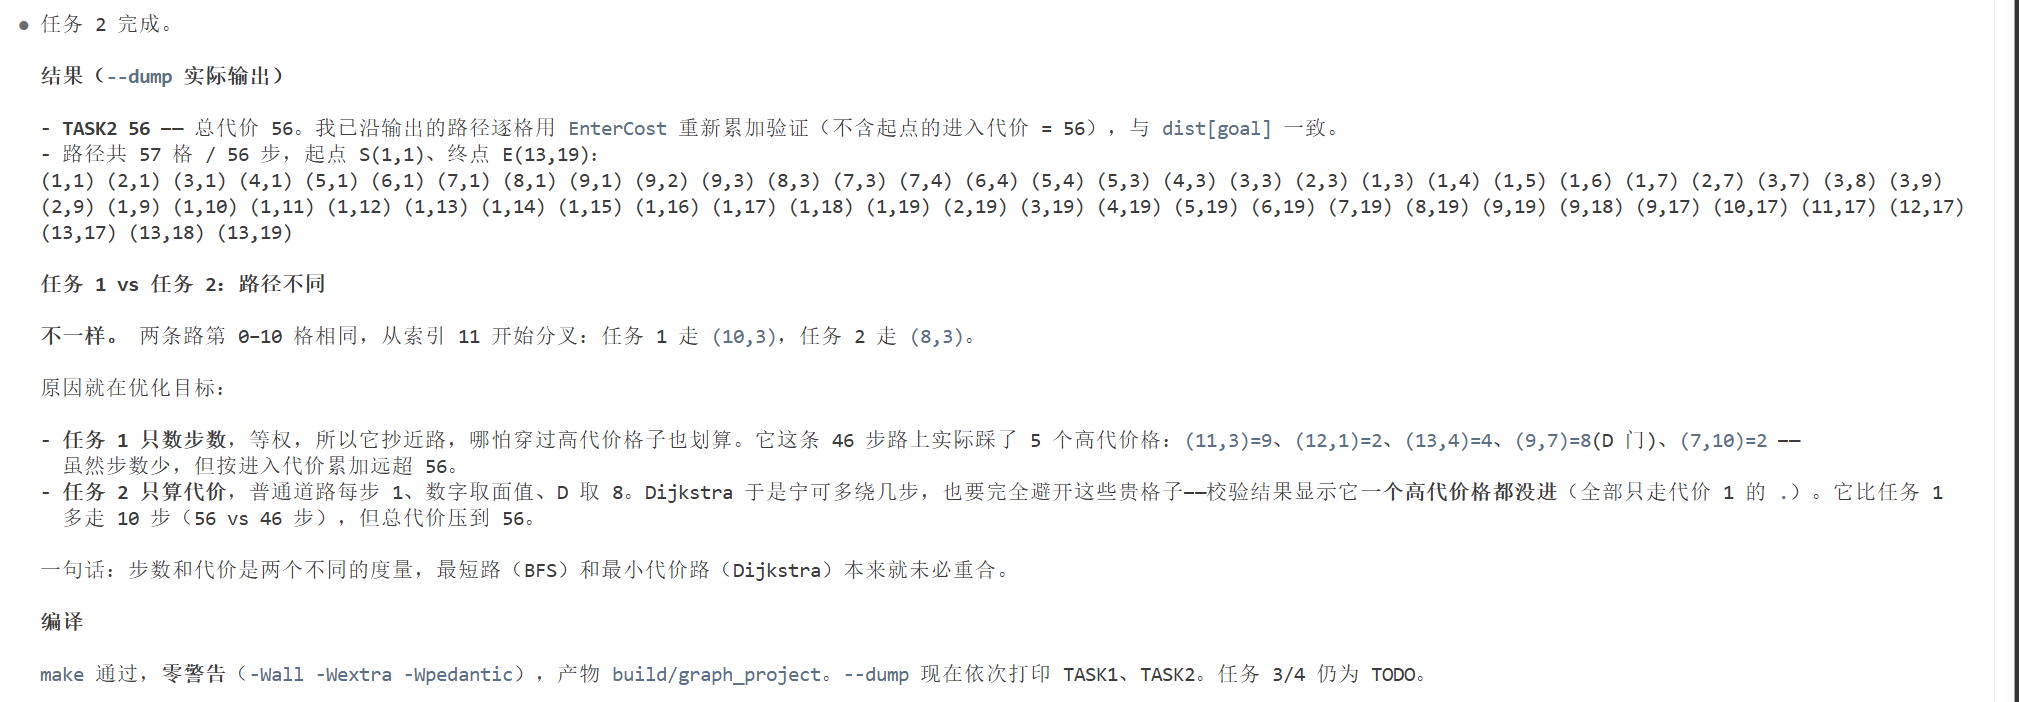 ● 任务 2 完成。
结果（--dump 实际输出）
- TASK2 56 —— 总代价 56。我已沿输出的路径逐格用 EnterCost 重新累加验证（不含起点的进入代价 = 56），与 dist[goal] 一致。
- 路径共 57 格 / 56 步，起点 S(1,1)、终点 E(13,19)：
(1,1) (2,1) (3,1) (4,1) (5,1) (6,1) (7,1) (8,1) (9,1) (9,2) (9,3) (8,3) (7,3) (7,4) (6,4) (5,4) (5,3) (4,3) (3,3) (2,3) (1,3) (1,4) (1,5) (1,6) (1,7) (2,7) (3,7) (3,8) (3,9)
(2,9) (1,9) (1,10) (1,11) (1,12) (1,13) (1,14) (1,15) (1,16) (1,17) (1,18) (1,19) (2,19) (3,19) (4,19) (5,19) (6,19) (7,19) (8,19) (9,19) (9,18) (9,17) (10,17) (11,17) (12,17)
(13,17) (13,18) (13,19)
任务 1 vs 任务 2：路径不同
不一样。 两条路第 0–10 格相同，从索引 11 开始分叉：任务 1 走 (10,3)，任务 2 走 (8,3)。
原因就在优化目标：
- 任务 1 只数步数，等权，所以它抄近路，哪怕穿过高代价格子也划算。它这条 46 步路上实际踩了 5 个高代价格：(11,3)=9、(12,1)=2、(13,4)=4、(9,7)=8(D 门)、(7,10)=2 ——
虽然步数少，但按进入代价累加远超 56。
- 任务 2 只算代价，普通道路每步 1、数字取面值、D 取 8。Dijkstra 于是宁可多绕几步，也要完全避开这些贵格子——校验结果显示它一个高代价格都没进（全部只走代价 1 的 .）。它比任务 1
多走 10 步（56 vs 46 步），但总代价压到 56。
一句话：步数和代价是两个不同的度量，最短路（BFS）和最小代价路（Dijkstra）本来就未必重合。
编译
make 通过，零警告（-Wall -Wextra -Wpedantic），产物 build/graph_project。--dump 现在依次打印 TASK1、TASK2。任务 3/4 仍为 TODO。